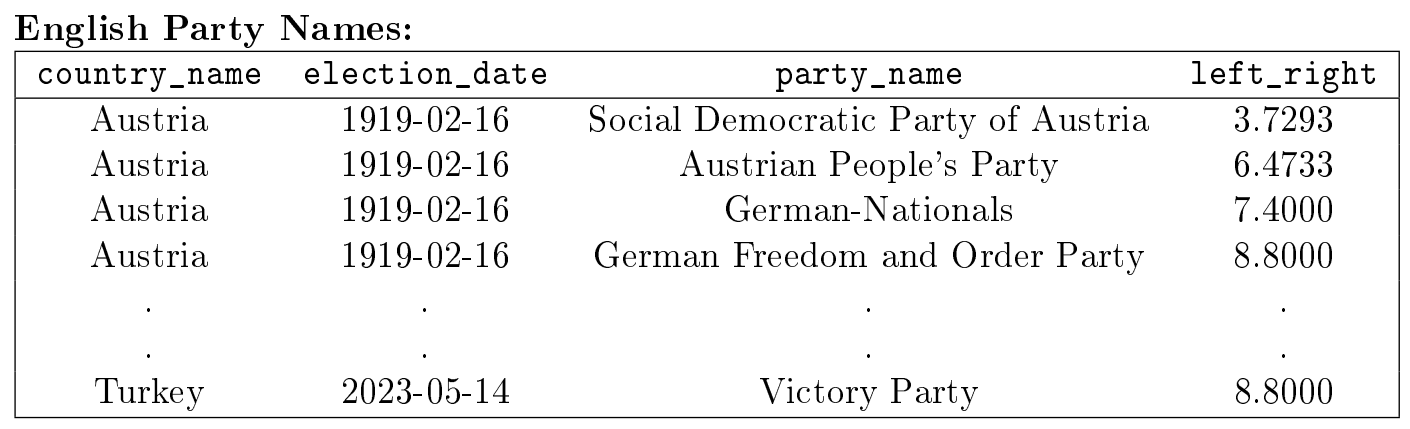 English Party Names:
country_name election_date party_name left_right
Austria 1919-02-16 Social Democratic Party of Austria 3.7293
Austria 1919-02-16 Austrian People's Party 6.4733
Austria 1919-02-16 German-Nationals 7.4000
Austria 1919-02-16 German Freedom and Order Party 8.8000
. . . .
. . . .
Turkey 2023-05-14 Victory Party 8.8000